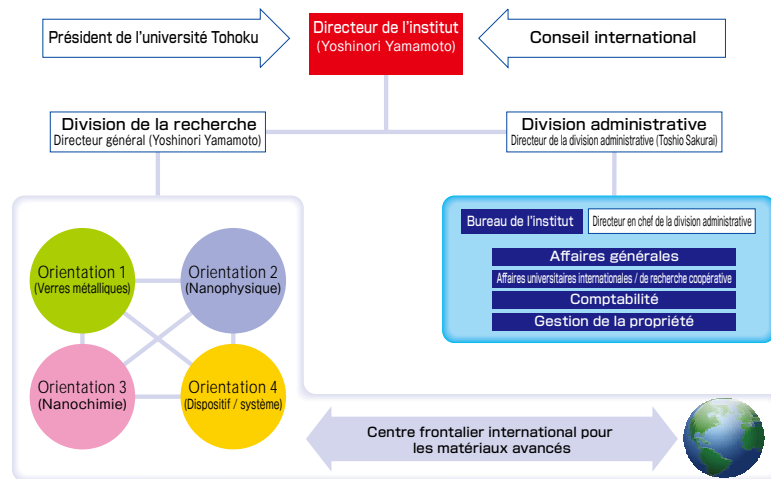 Président de l'université Tohoku
Directeur de l'institut
(Yoshinori Yamamoto)
Conseil international
Division de la recherche
Directeur général (Yoshinori Yamamoto)
Division administrative
Directeur de la division administrative (Toshio Sakurai)
Bureau de l'institut
Directeur en chef de la division administrative
Affaires générales
Affaires universitaires internationales / de recherche coopérative
Comptabilité
Gestion de la propriété
Orientation 1
(Verres métalliques)
Orientation 2
(Nanophysique)
Orientation 3
(Nanochimie)
Orientation 4
(Dispositif / système)
Centre frontalier international pour
les matériaux avancés